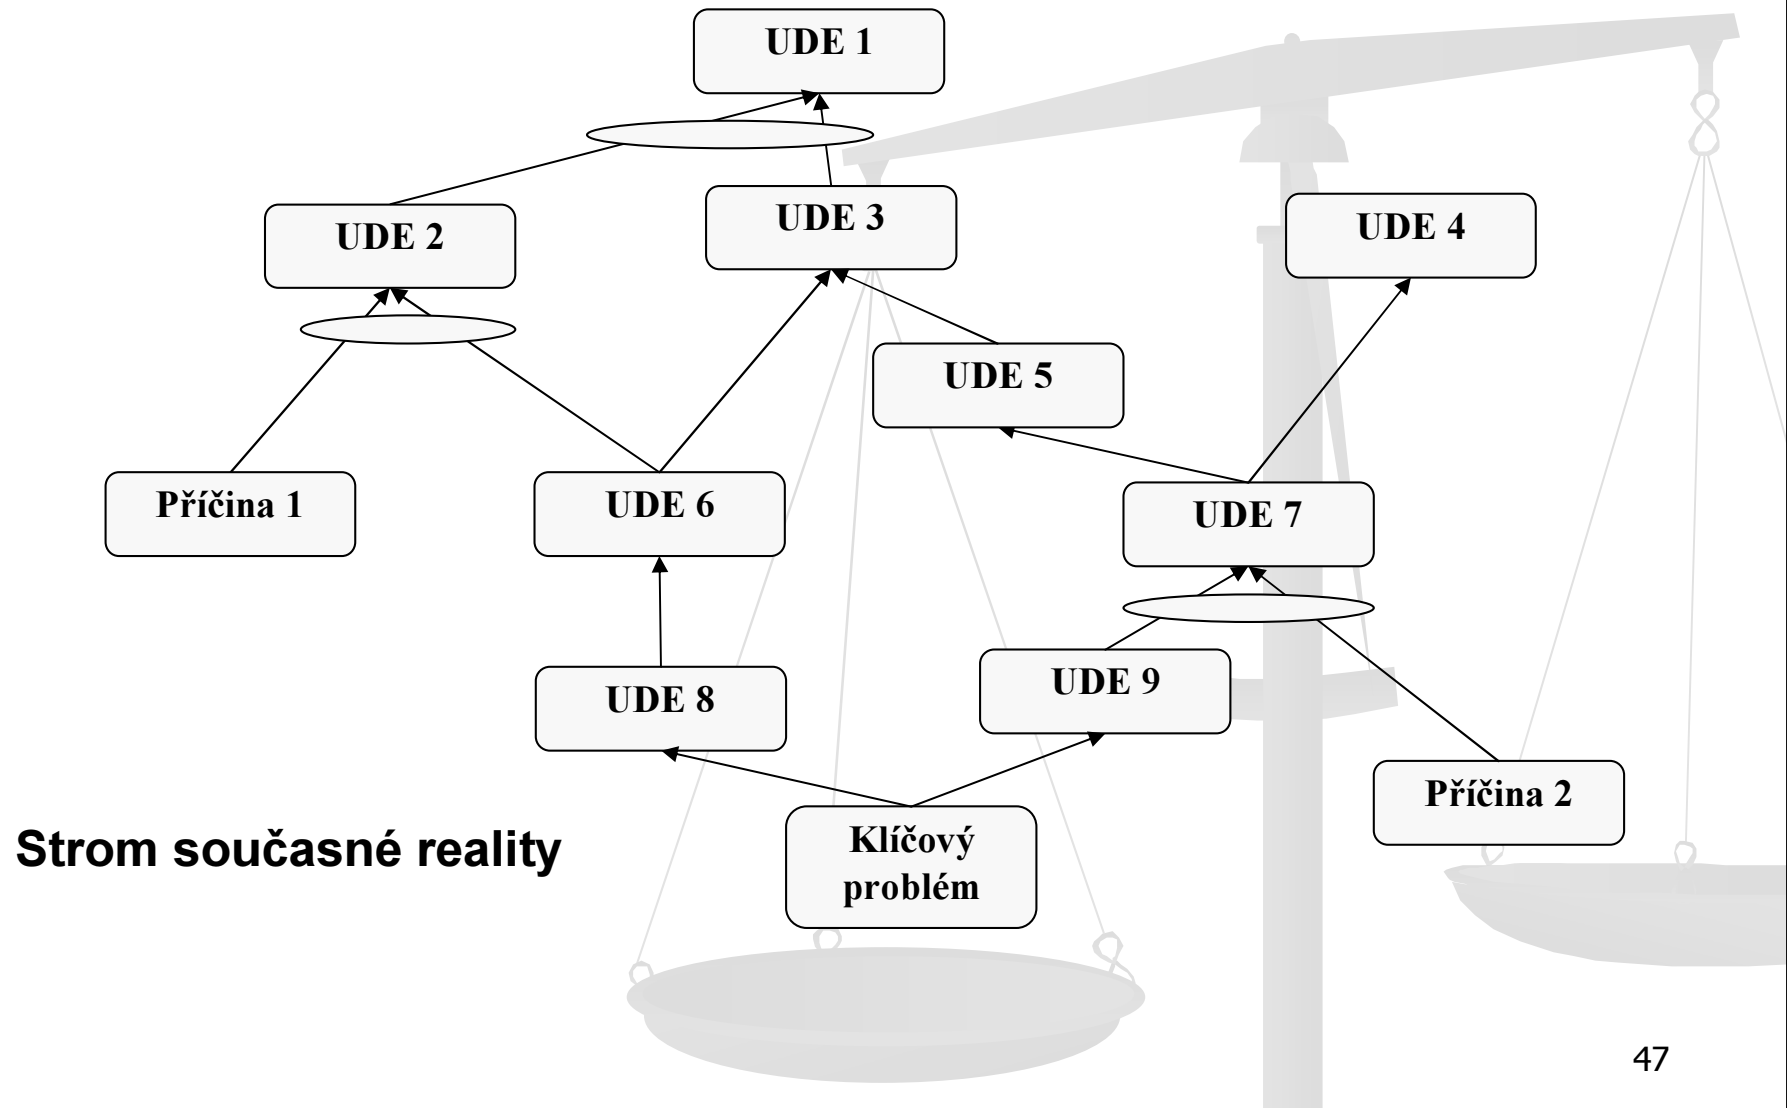 UDE 1
UDE 2
UDE 3
UDE 4
UDE 5
Příčina 1
UDE 6
UDE 7
UDE 8
UDE 9
Příčina 2
Klíčový
problém
Strom současné reality
47